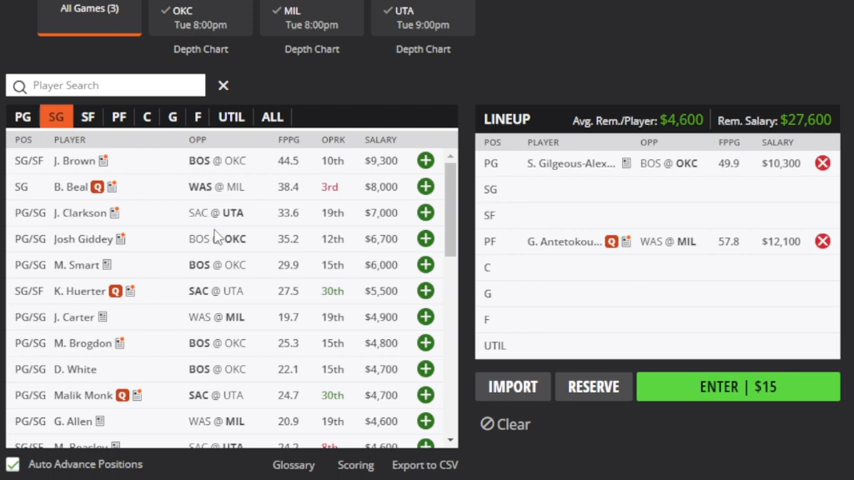 All Games (3)
OKC
Tue 8:00pm
MIL
Tue 8:00pm
UTA
Tue 9:00pm
Depth Chart
Depth Chart
Depth Chart
Player Search
PG SG SF PF C G F UTIL ALL
POS PLAYER OPP FPPG OPRK SALARY
SG/SF J. Brown BOS @ OKC 44.5 10th $9,300
SG B. Beal Q WAS @ MIL 38.4 3rd $8,000
PG/SG J. Clarkson SAC @ UTA 33.6 19th $7,000
PG/SG Josh Giddey BOS OKC 35.2 12th $6,700
PG/SG M. Smart BOS @ OKC 29.9 15th $6,000
SG/SF K. Huerter Q SAC @ UTA 27.5 30th $5,500
PG/SG J. Carter WAS @ MIL 19.7 19th $4,900
PG/SG M. Brogdon BOS @ OKC 25.3 15th $4,800
PG/SG D. White BOS @ OKC 22.1 15th $4,700
PG/SG Malik Monk Q SAC @ UTA 24.7 30th $4,700
PG/SG G. Allen WAS @ MIL 20.9 19th $4,600
SG/SF M. Beasley SAC @ UTA 24.2 8th $4,600
Auto Advance Positions
Glossary Scoring Export to CSV
LINEUP Avg. Rem./Player: $4,600 Rem. Salary: $27,600
POS PLAYER OPP FPPG SALARY
PG S. Gilgeous-Alex... BOS @ OKC 49.9 $10,300
SG
SF
PF G. Antetokou... Q WAS @ MIL 57.8 $12,100
C
G
F
UTIL
IMPORT RESERVE ENTER | $15
Clear